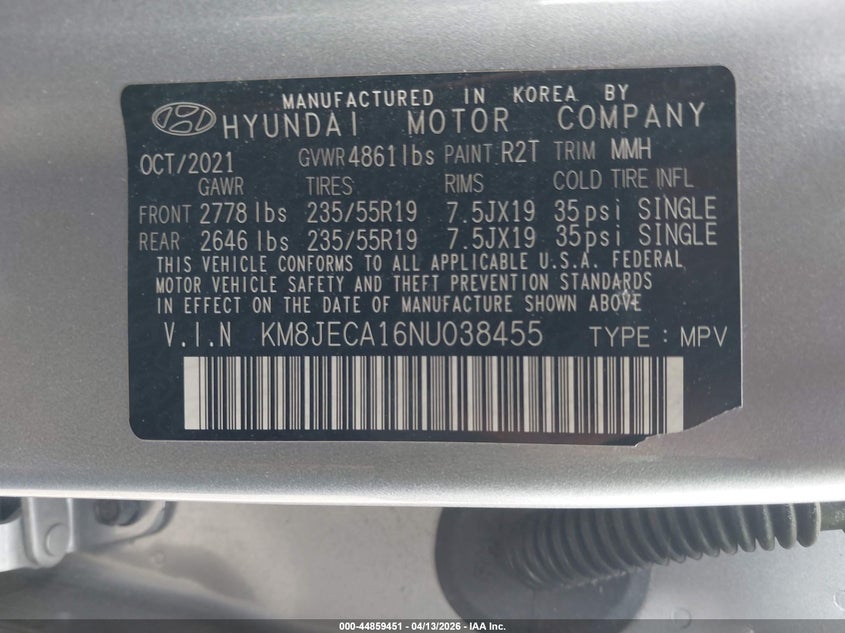 MANUFACTURED IN KOREA BY
HYUNDAI MOTOR COMPANY
OCT/2021 GVWR 4861lbs PAINT R2T TRIM MMH
GAWR TIRES RIMS COLD TIRE INFL
FRONT 2778 lbs 235/55R19 7.5JX19 35psi SINGLE
REAR 2646 lbs 235/55R19 7.5JX19 35psi SINGLE
THIS VEHICLE CONFORMS TO ALL APPLICABLE U.S.A. FEDERAL
MOTOR VEHICLE SAFETY AND THEFT PREVENTION STANDARDS
IN EFFECT ON THE DATE OF MANUFACTURE SHOWN ABOVE
V.I.N KM8JECA16NU038455 TYPE : MPV
000-44859451 - 04/13/2026 - IAA Inc.